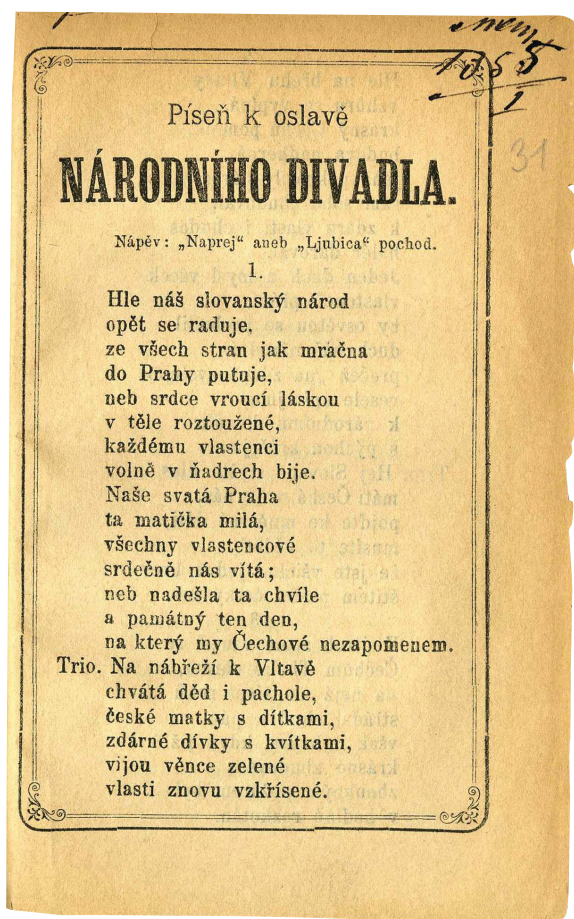 nem
1055
1
31
Píseň k oslavě
NÁRODNÍHO DIVADLA.
Nápěv: „Naprej“ aneb „Ljubica“ pochod.
1.
Hle náš slovanský národ
opět se raduje,
ze všech stran jak mračna
do Prahy putuje,
neb srdce vroucí láskou
v těle roztoužené,
každému vlastenci
volně v ňadrech bije.
Naše svatá Praha
ta matička milá,
všechny vlastencové
srdečně nás vítá;
neb nadešla ta chvíle
a památný ten den,
na který my Čechové nezapomenem.
Trio. Na nábřeží k Vltavě
chvátá děd i pachole,
české matky s dítkami,
zdárné dívky s kvítkami,
vijou věnce zelené
vlasti znovu vzkřísené.